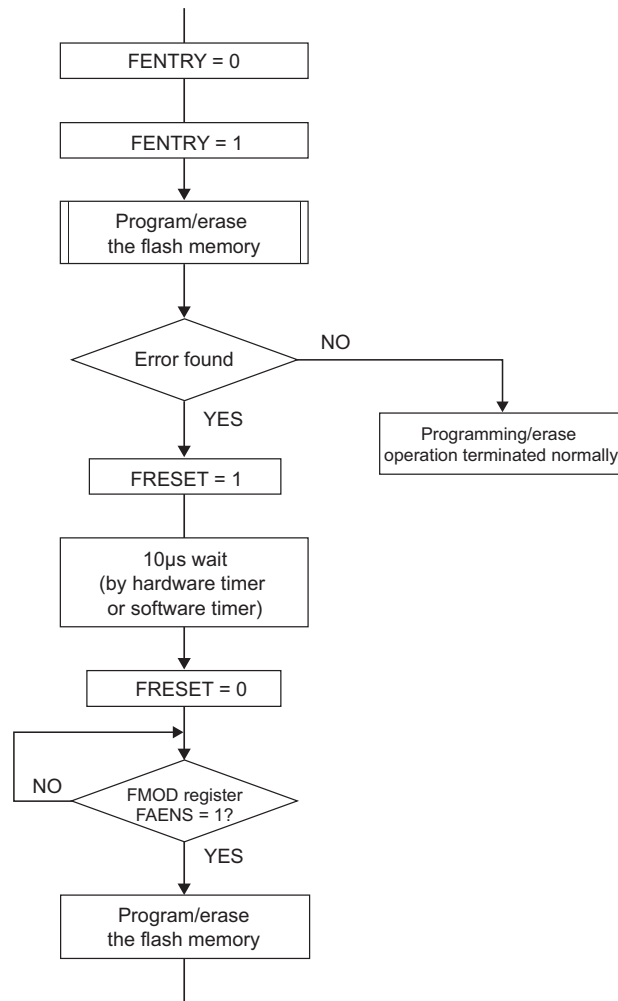 FENTRY = 0
FENTRY = 1
Program/erase
the flash memory
Error found
NO
YES
Programming/erase
operation terminated normally
FRESET = 1
10µs wait
(by hardware timer
or software timer)
FRESET = 0
NO
FMOD register
FAENS = 1?
YES
Program/erase
the flash memory